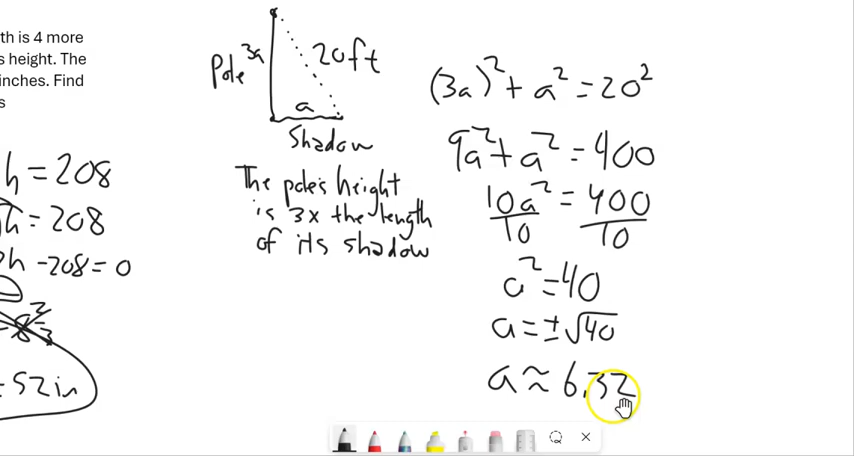 th is 4 more
s height. The
inches. Find
s
h = 208
h = 208
h - 208 = 0
= 52 in
Pole 3a
20ft
a
Shadow
The pole's height
is 3x the length
of its shadow
(3a)² + a² = 20²
9a² + a² = 400
10a² = 400
10 10
a² = 40
a = ±√40
a ≈ 6.32